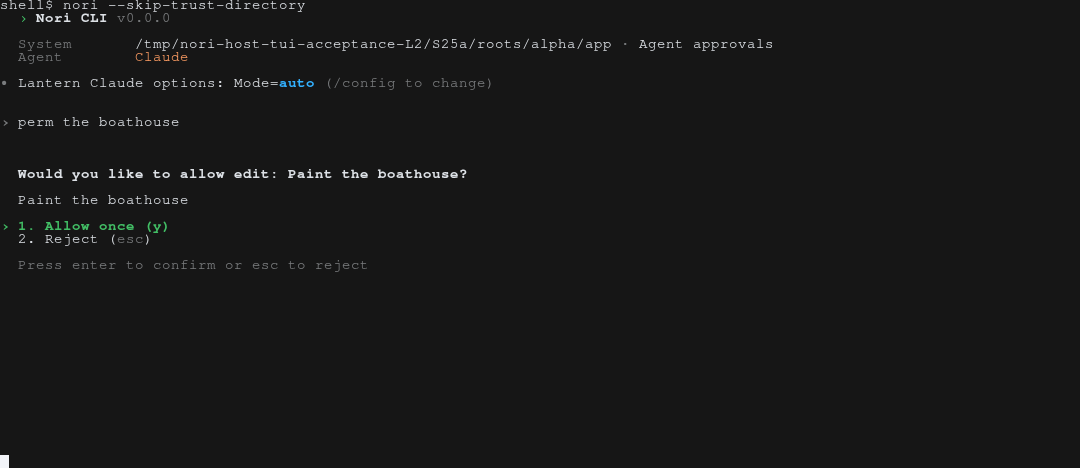 shell$ nori --skip-trust-directory
› Nori CLI v0.0.0
System /tmp/nori-host-tui-acceptance-L2/S25a/roots/alpha/app · Agent approvals
Agent Claude
• Lantern Claude options: Mode=auto (/config to change)
› perm the boathouse
Would you like to allow edit: Paint the boathouse?
Paint the boathouse
› 1. Allow once (y)
2. Reject (esc)
Press enter to confirm or esc to reject